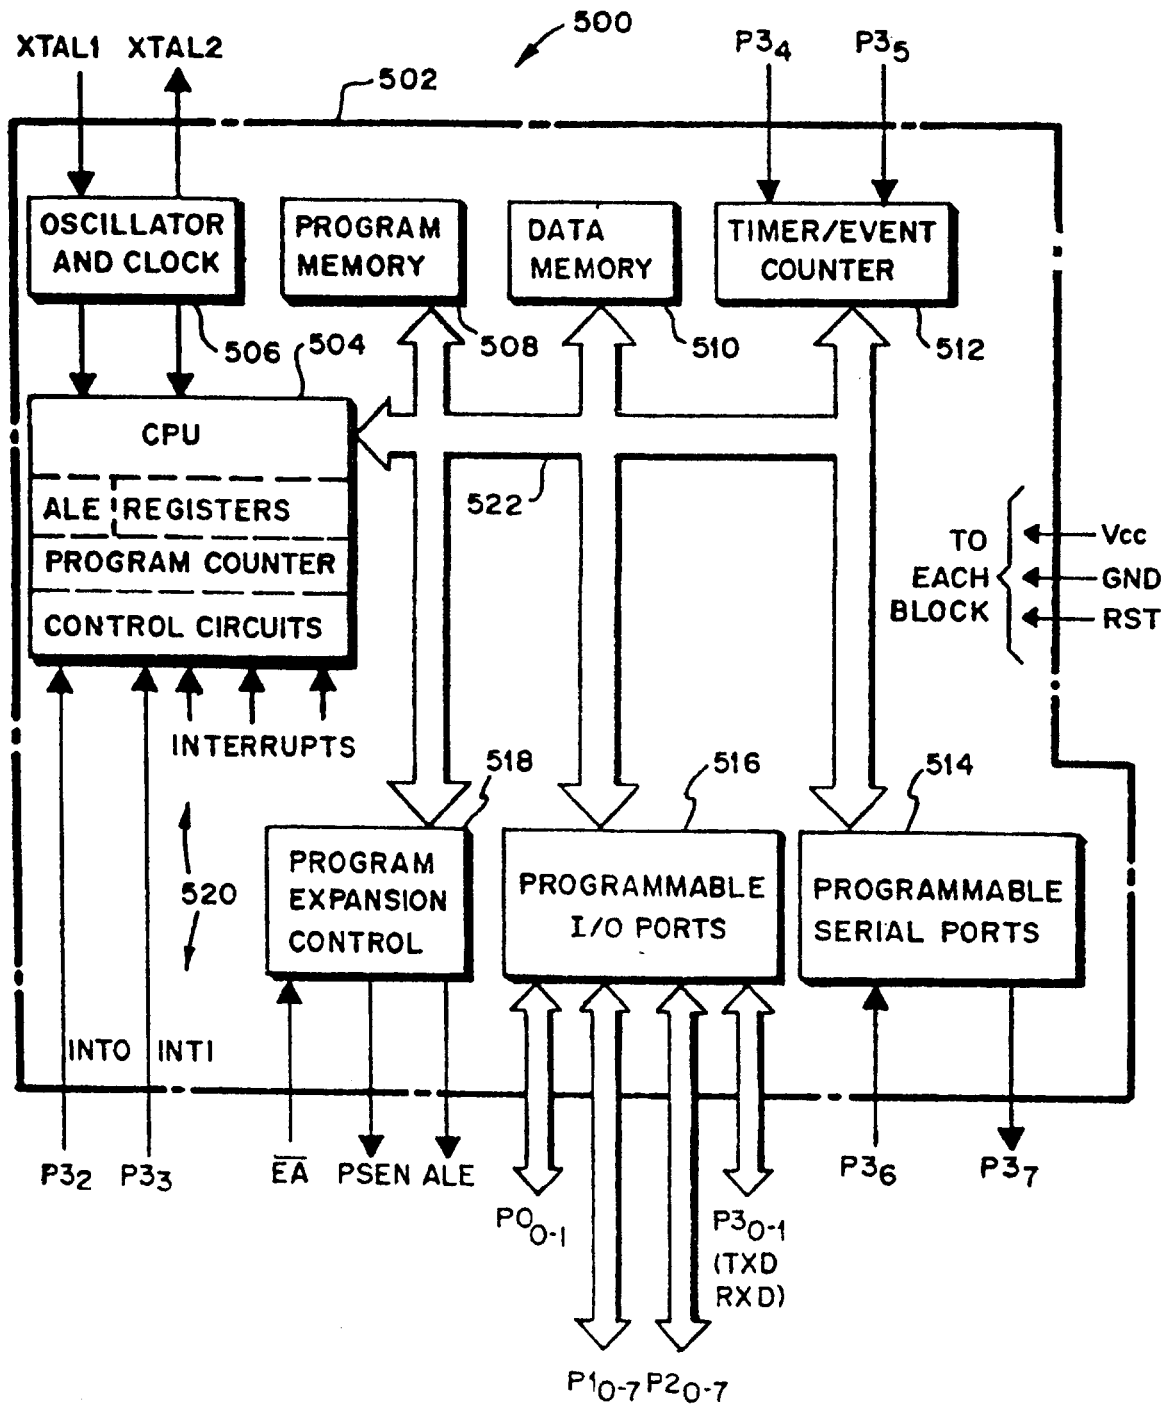 500
XTAL1 XTAL2
P34 P35
502
OSCILLATOR
AND CLOCK
PROGRAM
MEMORY
DATA
MEMORY
TIMER/EVENT
COUNTER
506
504
508
510
512
CPU
ALE REGISTERS
PROGRAM COUNTER
CONTROL CIRCUITS
522
TO
EACH
BLOCK
Vcc
GND
RST
INTERRUPTS
518
516
514
520
PROGRAM
EXPANSION
CONTROL
PROGRAMMABLE
I/O PORTS
PROGRAMMABLE
SERIAL PORTS
INTO INT1
P32 P33
E̅A̅ PSEN ALE
P36 P37
P00-1
P30-1
(TXD
RXD)
P10-7 P20-7